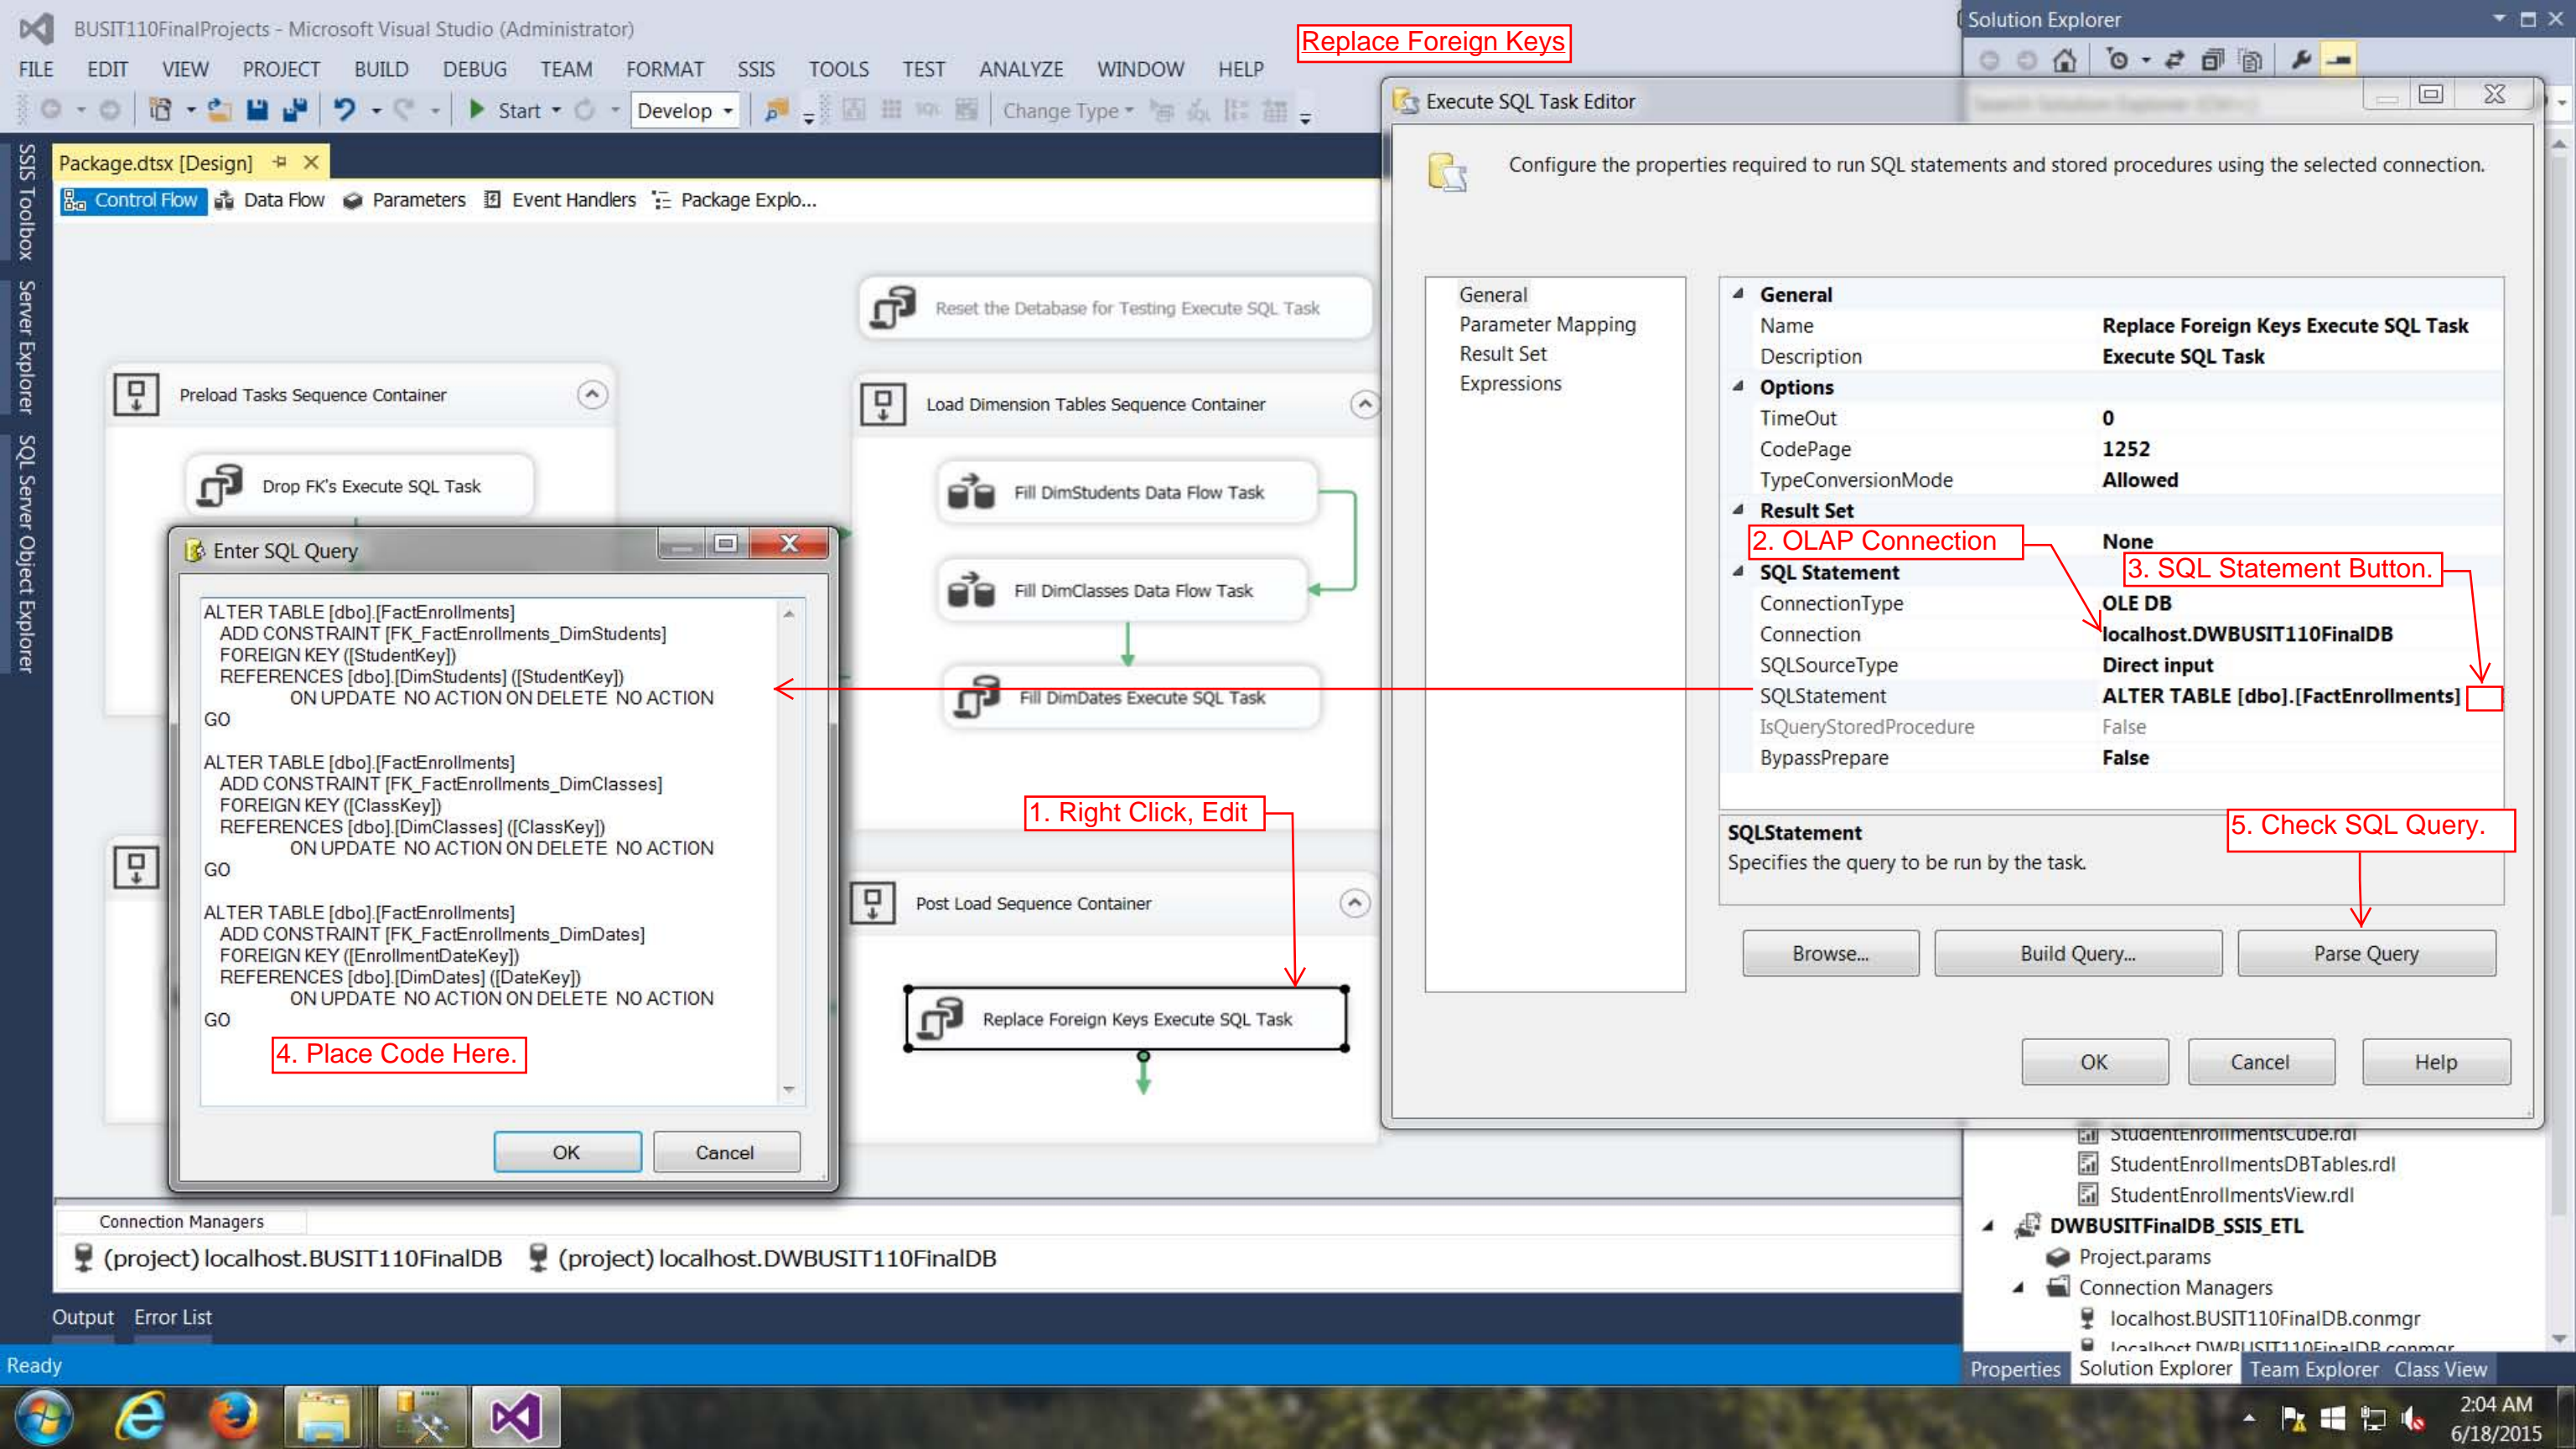 BUSIT110FinalProjects - Microsoft Visual Studio (Administrator)
Replace Foreign Keys
FILE EDIT VIEW PROJECT BUILD DEBUG TEAM FORMAT SSIS TOOLS TEST ANALYZE WINDOW HELP
Start Develop Change Type
Package.dtsx [Design]
Control Flow Data Flow Parameters Event Handlers Package Explo...
SSIS Toolbox
Server Explorer
SQL Server Object Explorer
Reset the Detabase for Testing Execute SQL Task
Preload Tasks Sequence Container
Drop FK's Execute SQL Task
Load Dimension Tables Sequence Container
Fill DimStudents Data Flow Task
Fill DimClasses Data Flow Task
Fill DimDates Execute SQL Task
1. Right Click, Edit
Post Load Sequence Container
Replace Foreign Keys Execute SQL Task
Enter SQL Query
ALTER TABLE [dbo].[FactEnrollments]
ADD CONSTRAINT [FK_FactEnrollments_DimStudents]
FOREIGN KEY ([StudentKey])
REFERENCES [dbo].[DimStudents] ([StudentKey])
ON UPDATE NO ACTION ON DELETE NO ACTION
GO
ALTER TABLE [dbo].[FactEnrollments]
ADD CONSTRAINT [FK_FactEnrollments_DimClasses]
FOREIGN KEY ([ClassKey])
REFERENCES [dbo].[DimClasses] ([ClassKey])
ON UPDATE NO ACTION ON DELETE NO ACTION
GO
ALTER TABLE [dbo].[FactEnrollments]
ADD CONSTRAINT [FK_FactEnrollments_DimDates]
FOREIGN KEY ([EnrollmentDateKey])
REFERENCES [dbo].[DimDates] ([DateKey])
ON UPDATE NO ACTION ON DELETE NO ACTION
GO
4. Place Code Here.
OK Cancel
Connection Managers
(project) localhost.BUSIT110FinalDB (project) localhost.DWBUSIT110FinalDB
Output Error List
Ready
Solution Explorer
Execute SQL Task Editor
Configure the properties required to run SQL statements and stored procedures using the selected connection.
General
Parameter Mapping
Result Set
Expressions
General
Name Replace Foreign Keys Execute SQL Task
Description Execute SQL Task
Options
TimeOut 0
CodePage 1252
TypeConversionMode Allowed
Result Set
2. OLAP Connection None
3. SQL Statement Button.
SQL Statement
ConnectionType OLE DB
Connection localhost.DWBUSIT110FinalDB
SQLSourceType Direct input
SQLStatement ALTER TABLE [dbo].[FactEnrollments]
IsQueryStoredProcedure False
BypassPrepare False
SQLStatement
Specifies the query to be run by the task.
5. Check SQL Query.
Browse... Build Query... Parse Query
OK Cancel Help
StudentEnrollmentsCube.rdl
StudentEnrollmentsDBTables.rdl
StudentEnrollmentsView.rdl
DWBUSITFinalDB_SSIS_ETL
Project.params
Connection Managers
localhost.BUSIT110FinalDB.conmgr
localhost.DWBUSIT110FinalDB.conmgr
Properties Solution Explorer Team Explorer Class View
2:04 AM
6/18/2015